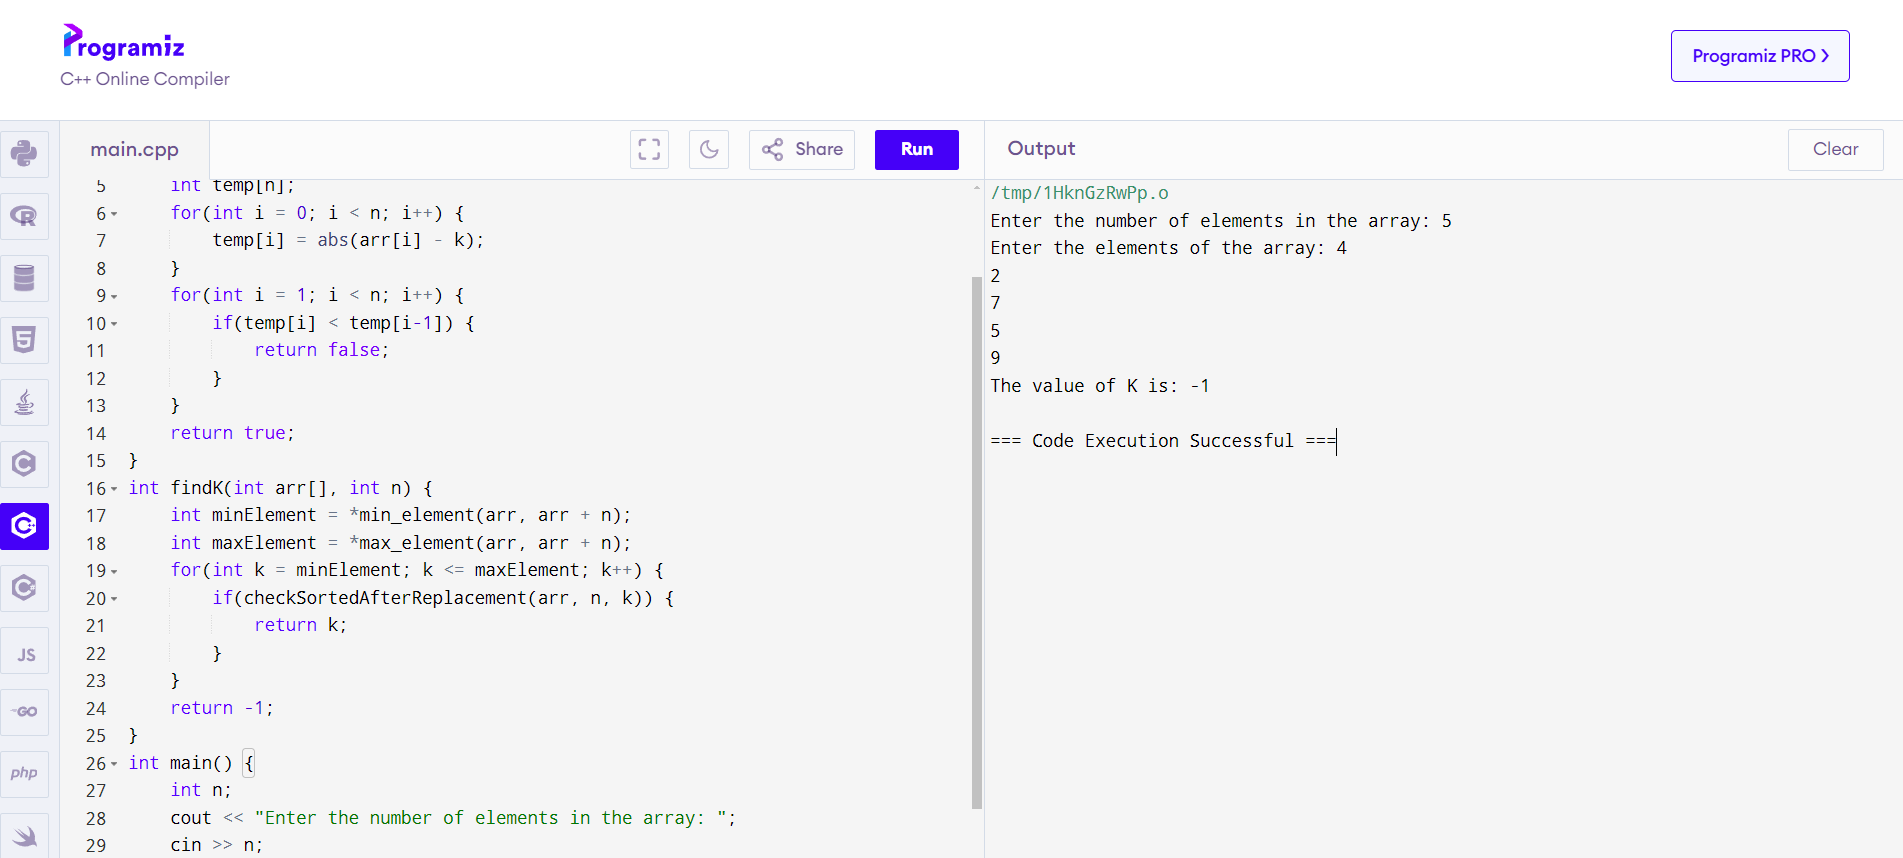 Programiz
C++ Online Compiler
Programiz PRO ❯
main.cpp
Share
Run
5 int temp[n];
6 for(int i = 0; i < n; i++) {
7 temp[i] = abs(arr[i] - k);
8 }
9 for(int i = 1; i < n; i++) {
10 if(temp[i] < temp[i-1]) {
11 return false;
12 }
13 }
14 return true;
15 }
16 int findK(int arr[], int n) {
17 int minElement = *min_element(arr, arr + n);
18 int maxElement = *max_element(arr, arr + n);
19 for(int k = minElement; k <= maxElement; k++) {
20 if(checkSortedAfterReplacement(arr, n, k)) {
21 return k;
22 }
23 }
24 return -1;
25 }
26 int main() {
27 int n;
28 cout << "Enter the number of elements in the array: ";
29 cin >> n;
Output
Clear
/tmp/1HknGzRwPp.o
Enter the number of elements in the array: 5
Enter the elements of the array: 4
2
7
5
9
The value of K is: -1
=== Code Execution Successful ===
R
5
C
C++
C#
JS
GO
php